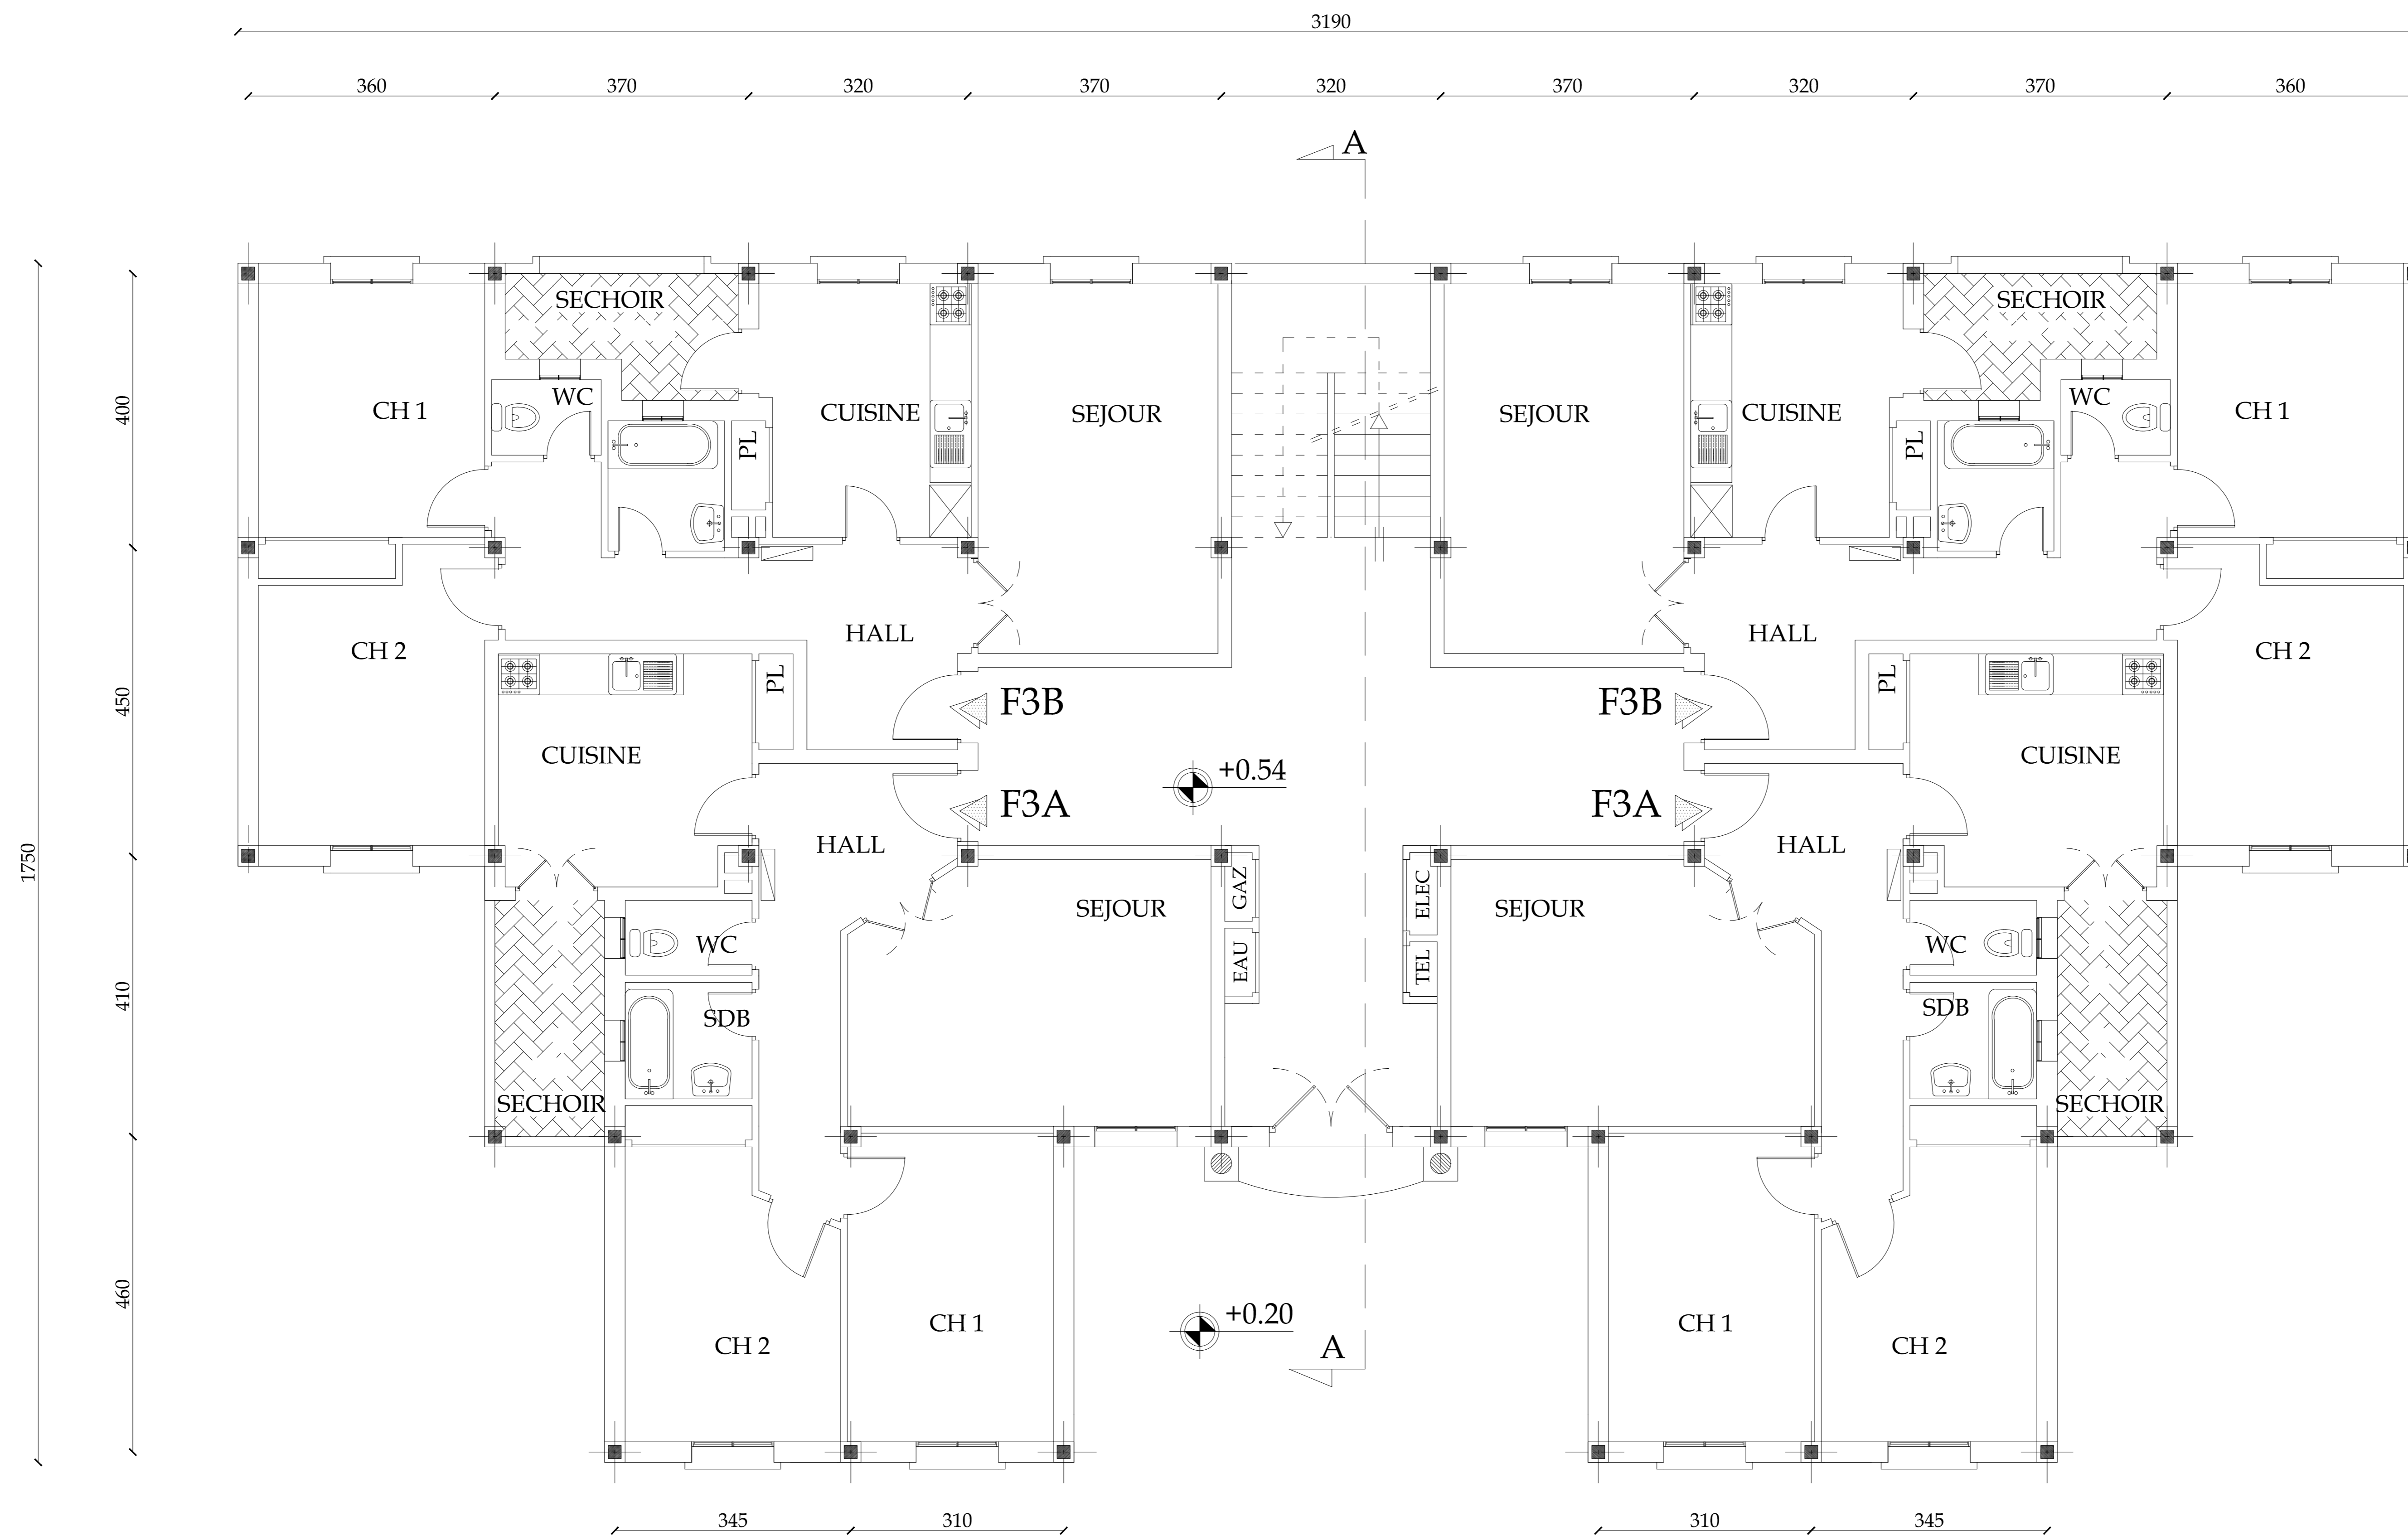 3190
360 370 320 370 320 370 320 370 360
A
SECHOIR SECHOIR
WC WC
CH 1 CUISINE SEJOUR SEJOUR CUISINE CH 1
400
PL PL
HALL HALL
CH 2 CH 2
PL PL
450
F3B F3B
CUISINE CUISINE
+0.54
F3A F3A
HALL HALL
1750
GAZ ELEC
SEJOUR SEJOUR
WC WC
EAU TEL
410
SDB SDB
SECHOIR SECHOIR
460
+0.20
CH 1 CH 1
CH 2 A CH 2
345 310 310 345